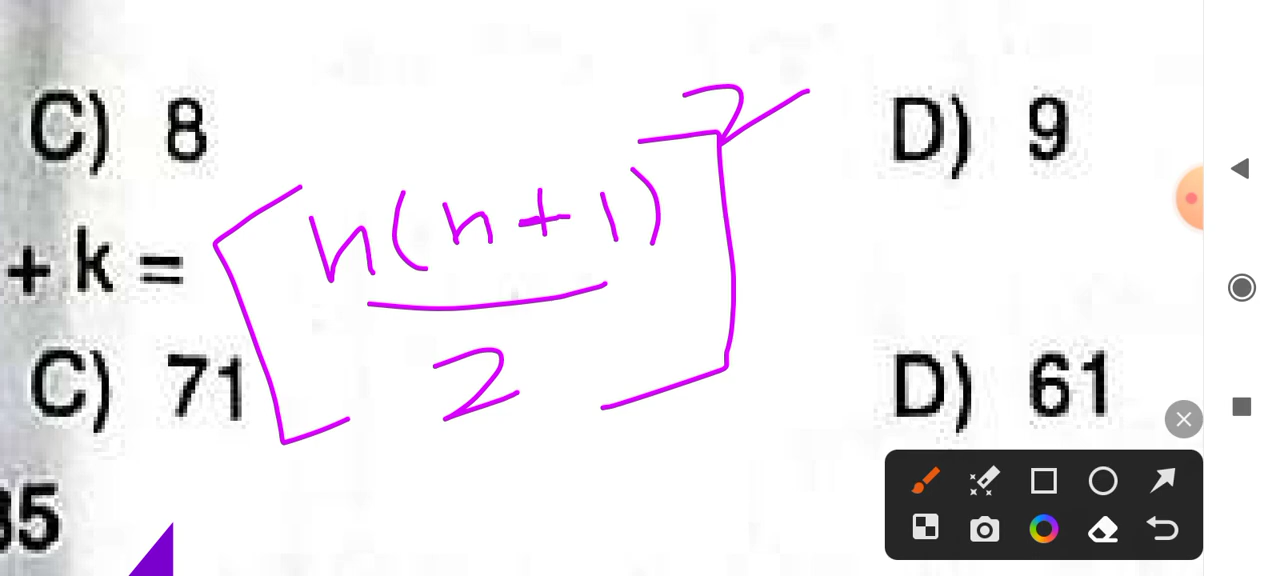 C) 8
D) 9
+ k = [n(n+1)/2]²
C) 71
D) 61
35